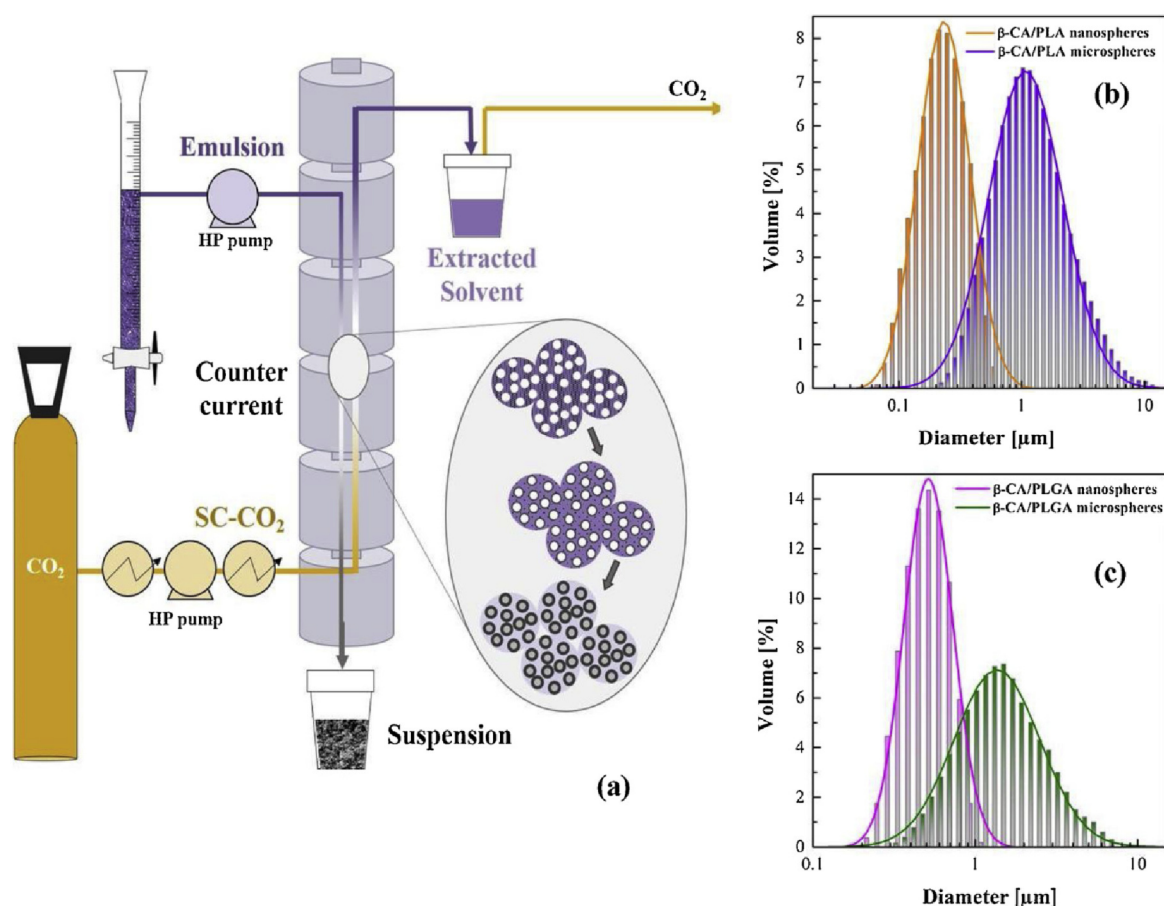 CO₂
Emulsion
HP pump
Extracted
Solvent
Counter
current
SC-CO₂
CO₂
HP pump
Suspension
(a)
β-CA/PLA nanospheres
β-CA/PLA microspheres
(b)
Volume [%]
8
7
6
5
4
3
2
1
0
0.1
1
10
Diameter [µm]
β-CA/PLGA nanospheres
β-CA/PLGA microspheres
(c)
Volume [%]
14
12
10
8
6
4
2
0
0.1
1
10
Diameter [µm]